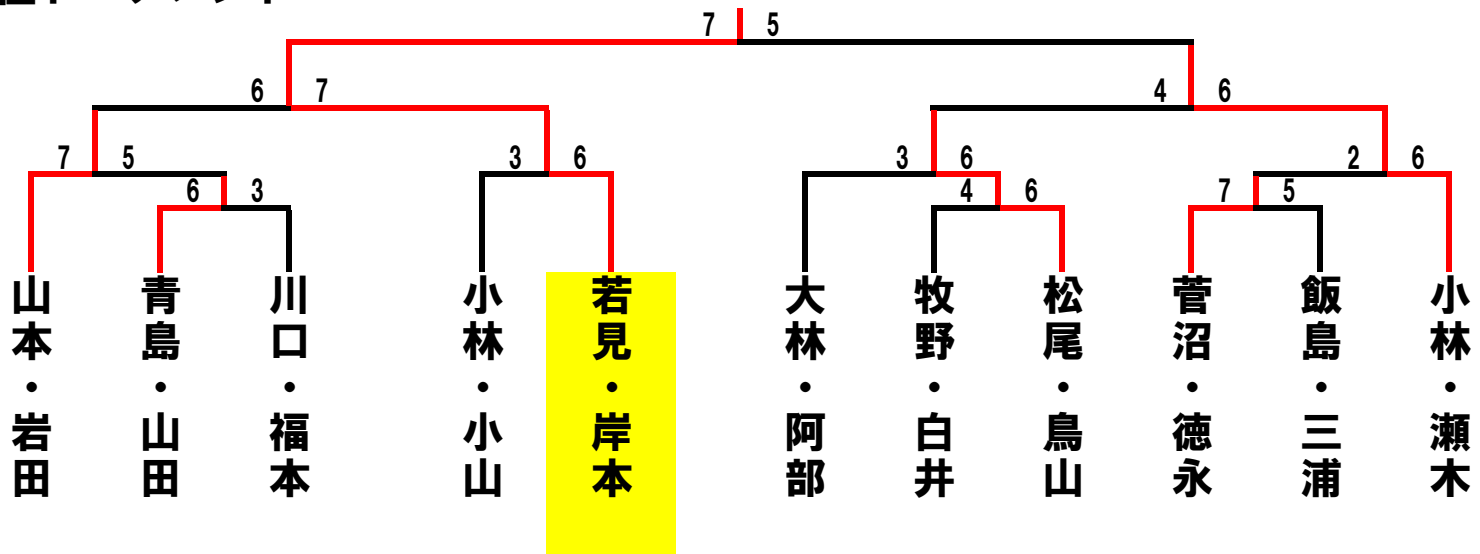 7 5
6 7
4 6
7 5
3 6
3 6
2 6
6 3
4 6
7 5
山本・岩田
青島・山田
川口・福本
小林・小山
若見・岸本
大林・阿部
牧野・白井
松尾・鳥山
菅沼・徳永
飯島・三浦
小林・瀬木